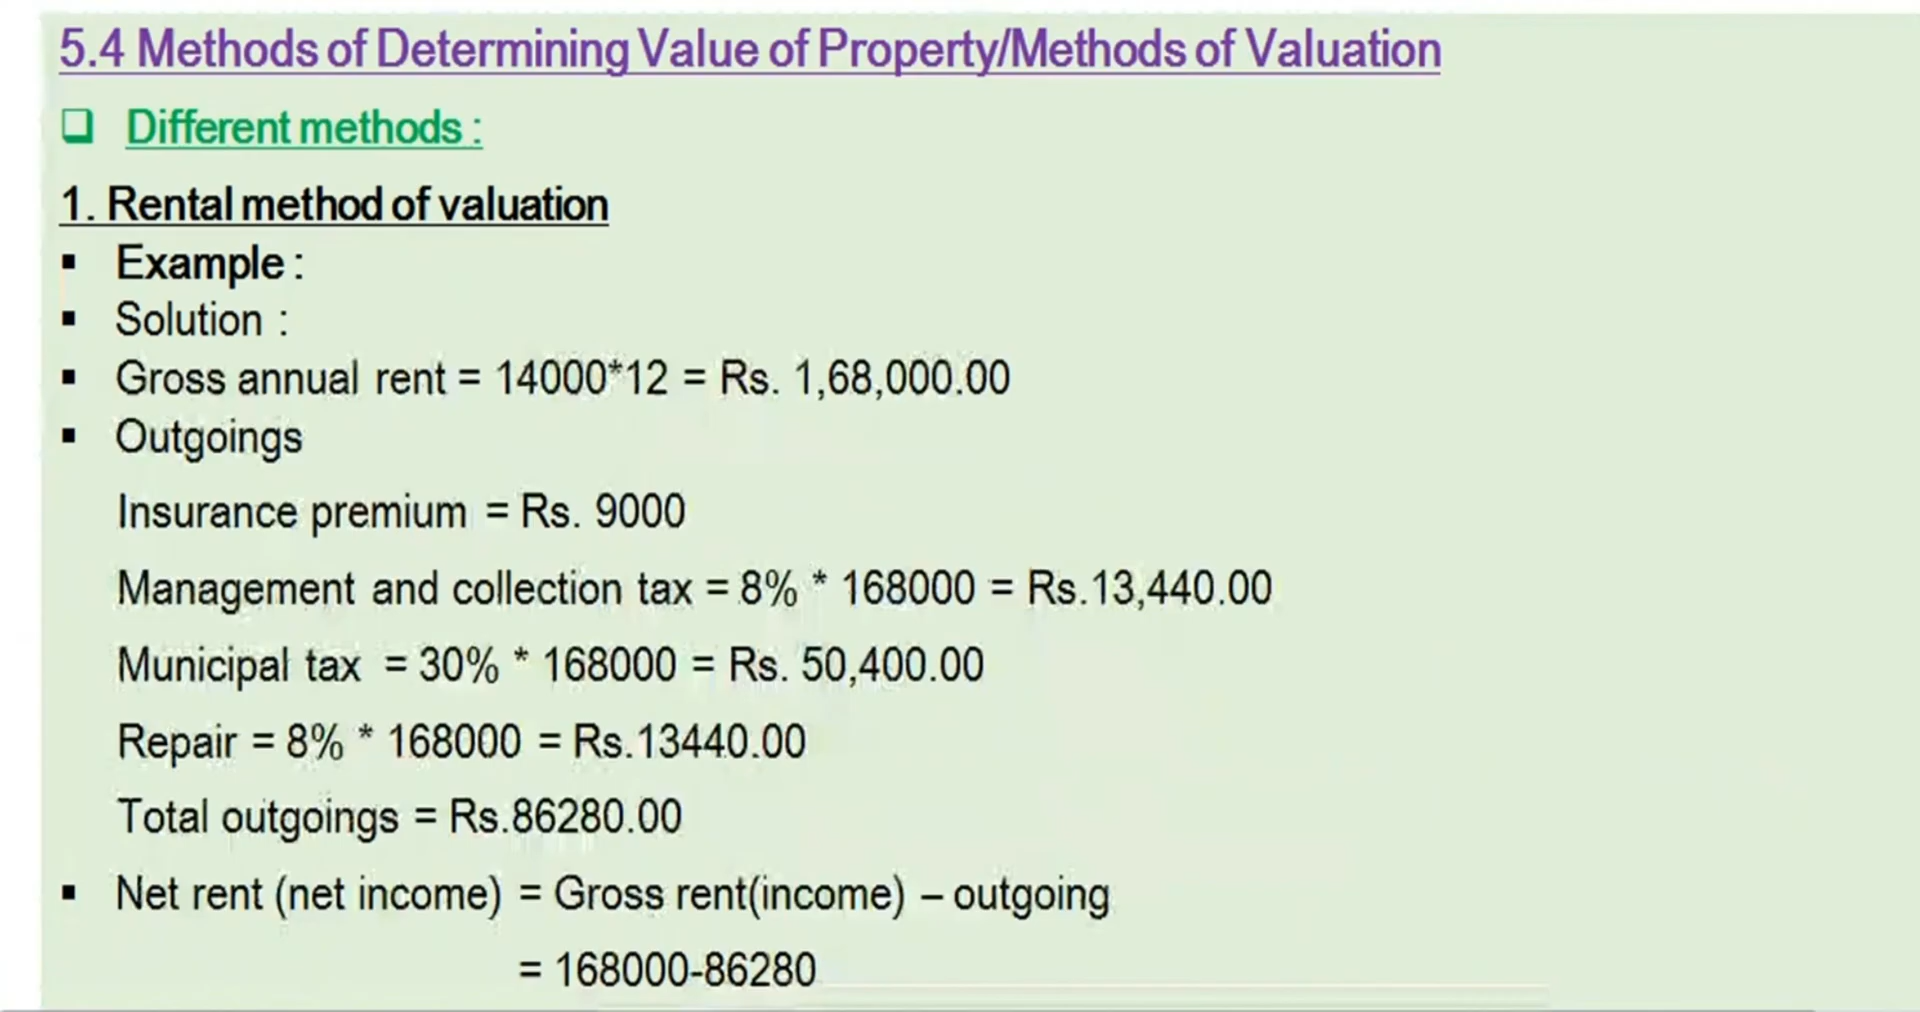 5.4 Methods of Determining Value of Property/Methods of Valuation
❑ Different methods :
1. Rental method of valuation
▪ Example :
▪ Solution :
▪ Gross annual rent = 14000*12 = Rs. 1,68,000.00
▪ Outgoings
Insurance premium = Rs. 9000
Management and collection tax = 8% * 168000 = Rs.13,440.00
Municipal tax = 30% * 168000 = Rs. 50,400.00
Repair = 8% * 168000 = Rs.13440.00
Total outgoings = Rs.86280.00
▪ Net rent (net income) = Gross rent(income) – outgoing
= 168000-86280